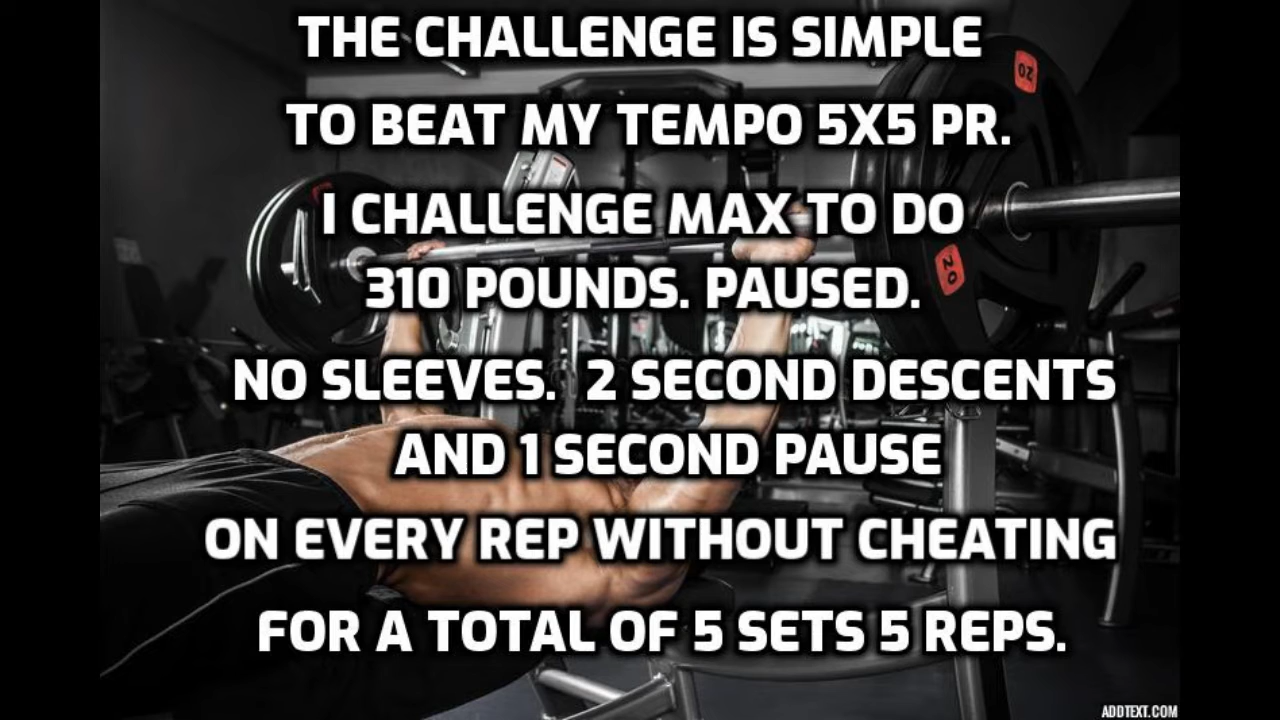 THE CHALLENGE IS SIMPLE
TO BEAT MY TEMPO 5X5 PR.
I CHALLENGE MAX TO DO
310 POUNDS. PAUSED.
NO SLEEVES. 2 SECOND DESCENTS
AND 1 SECOND PAUSE
ON EVERY REP WITHOUT CHEATING
FOR A TOTAL OF 5 SETS 5 REPS.
20
20
ADDTEXT.COM